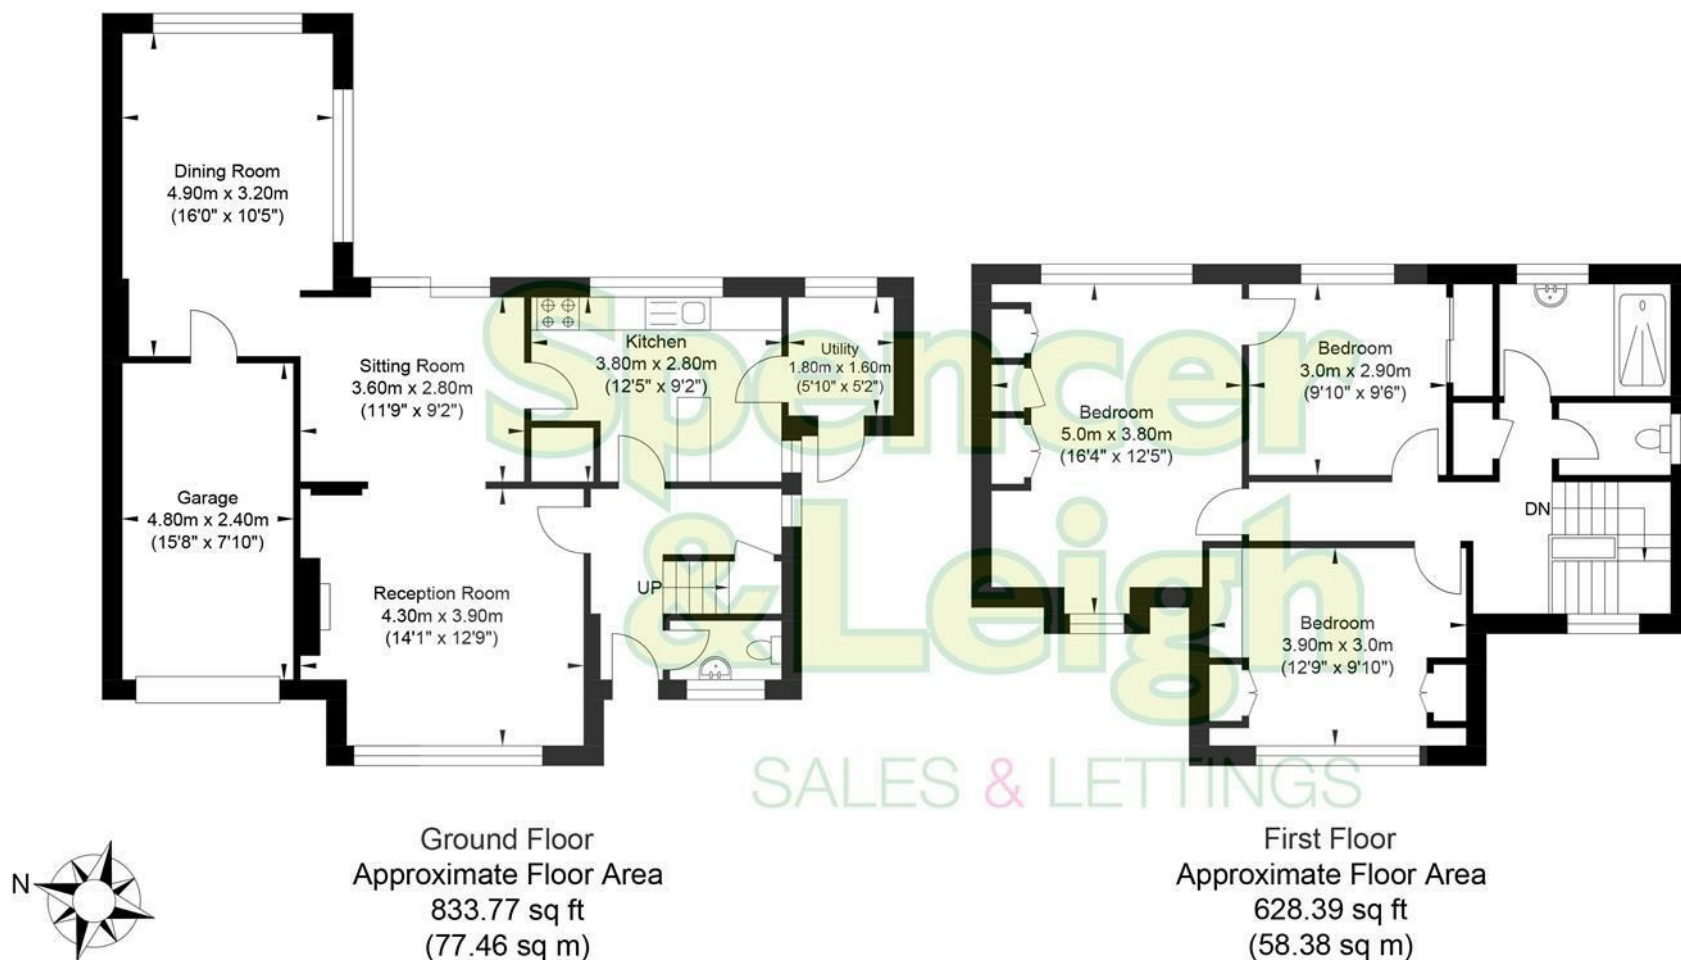 Dining Room
4.90m x 3.20m
(16'0" x 10'5")
Sitting Room
3.60m x 2.80m
(11'9" x 9'2")
Kitchen
3.80m x 2.80m
(12'5" x 9'2")
Utility
1.80m x 1.60m
(5'10" x 5'2")
Garage
4.80m x 2.40m
(15'8" x 7'10")
Reception Room
4.30m x 3.90m
(14'1" x 12'9")
UP
Bedroom
5.0m x 3.80m
(16'4" x 12'5")
Bedroom
3.0m x 2.90m
(9'10" x 9'6")
DN
Bedroom
3.90m x 3.0m
(12'9" x 9'10")
Spencer
& Leigh
SALES & LETTINGS
N
Ground Floor
Approximate Floor Area
833.77 sq ft
(77.46 sq m)
First Floor
Approximate Floor Area
628.39 sq ft
(58.38 sq m)